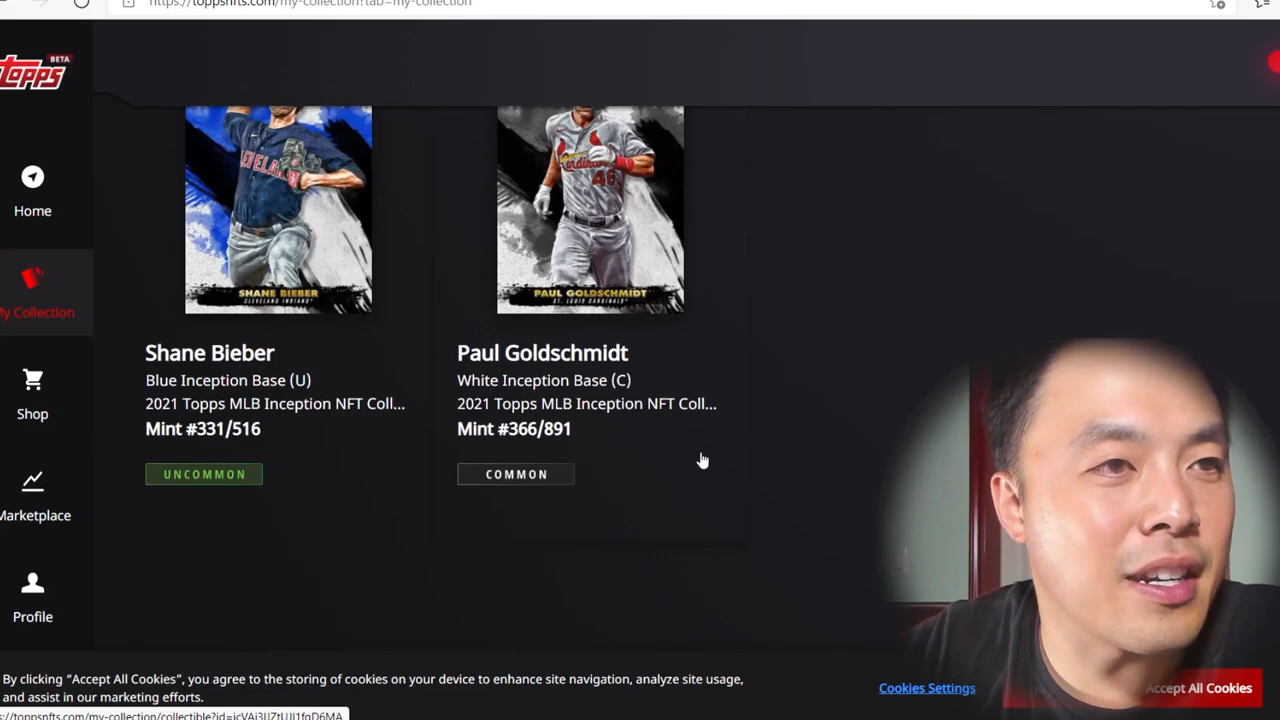 https://toppsnfts.com/my-collection?tab=my-collection
BETA
topps
Home
My Collection
Shop
Marketplace
Profile
CLEVELAND
SHANE BIEBER
CLEVELAND INDIANS
Cardinals
46
PAUL GOLDSCHMIDT
ST. LOUIS CARDINALS
Shane Bieber
Blue Inception Base (U)
2021 Topps MLB Inception NFT Coll...
Mint #331/516
UNCOMMON
Paul Goldschmidt
White Inception Base (C)
2021 Topps MLB Inception NFT Coll...
Mint #366/891
COMMON
By clicking “Accept All Cookies”, you agree to the storing of cookies on your device to enhance site navigation, analyze site usage,
and assist in our marketing efforts.
Cookies Settings
Accept All Cookies